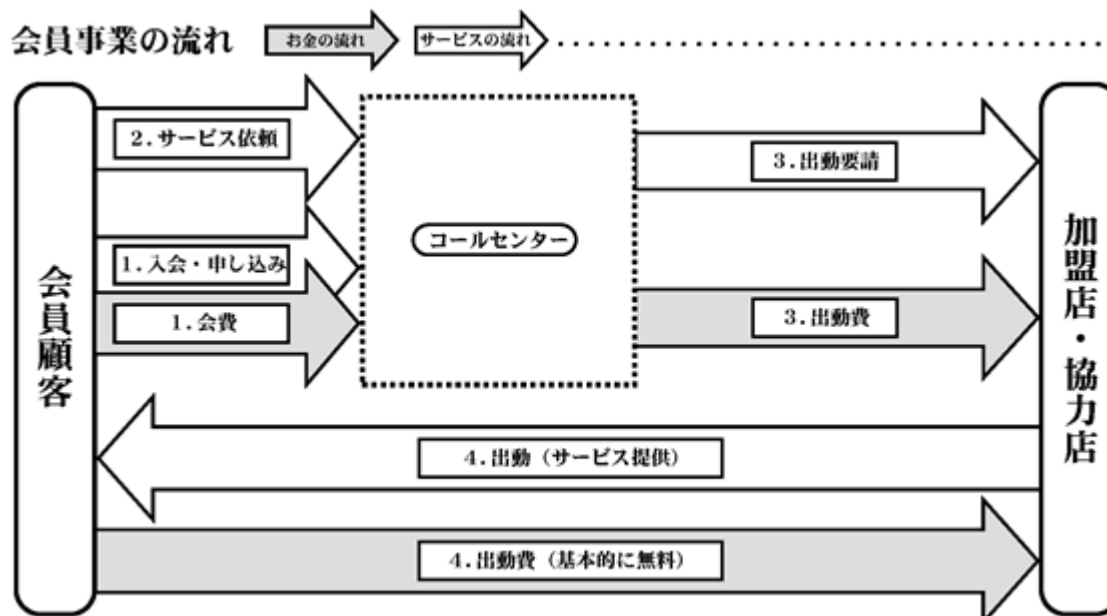 会員事業の流れ
お金の流れ
サービスの流れ
2.サービス依頼
3.出動要請
コールセンター
1.入会・申し込み
1.会費
3.出動費
会員顧客
加盟店・協力店
4.出動（サービス提供）
4.出動費（基本的に無料）